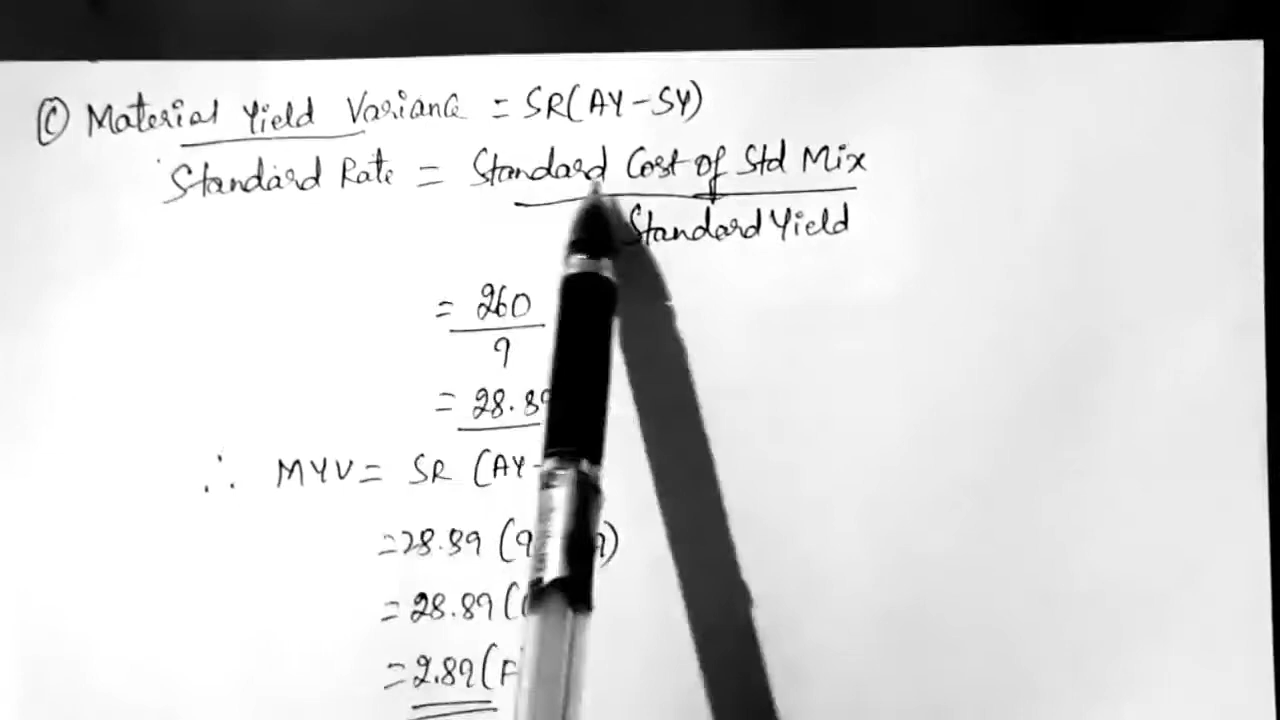 © Material Yield Variance = SR(AY-SY)
Standard Rate = Standard Cost of Std Mix
Standard Yield
= 260
9
= 28.89
∴ MYV = SR (AY-
= 28.89 (9
= 28.89 (
= 2.89 (F